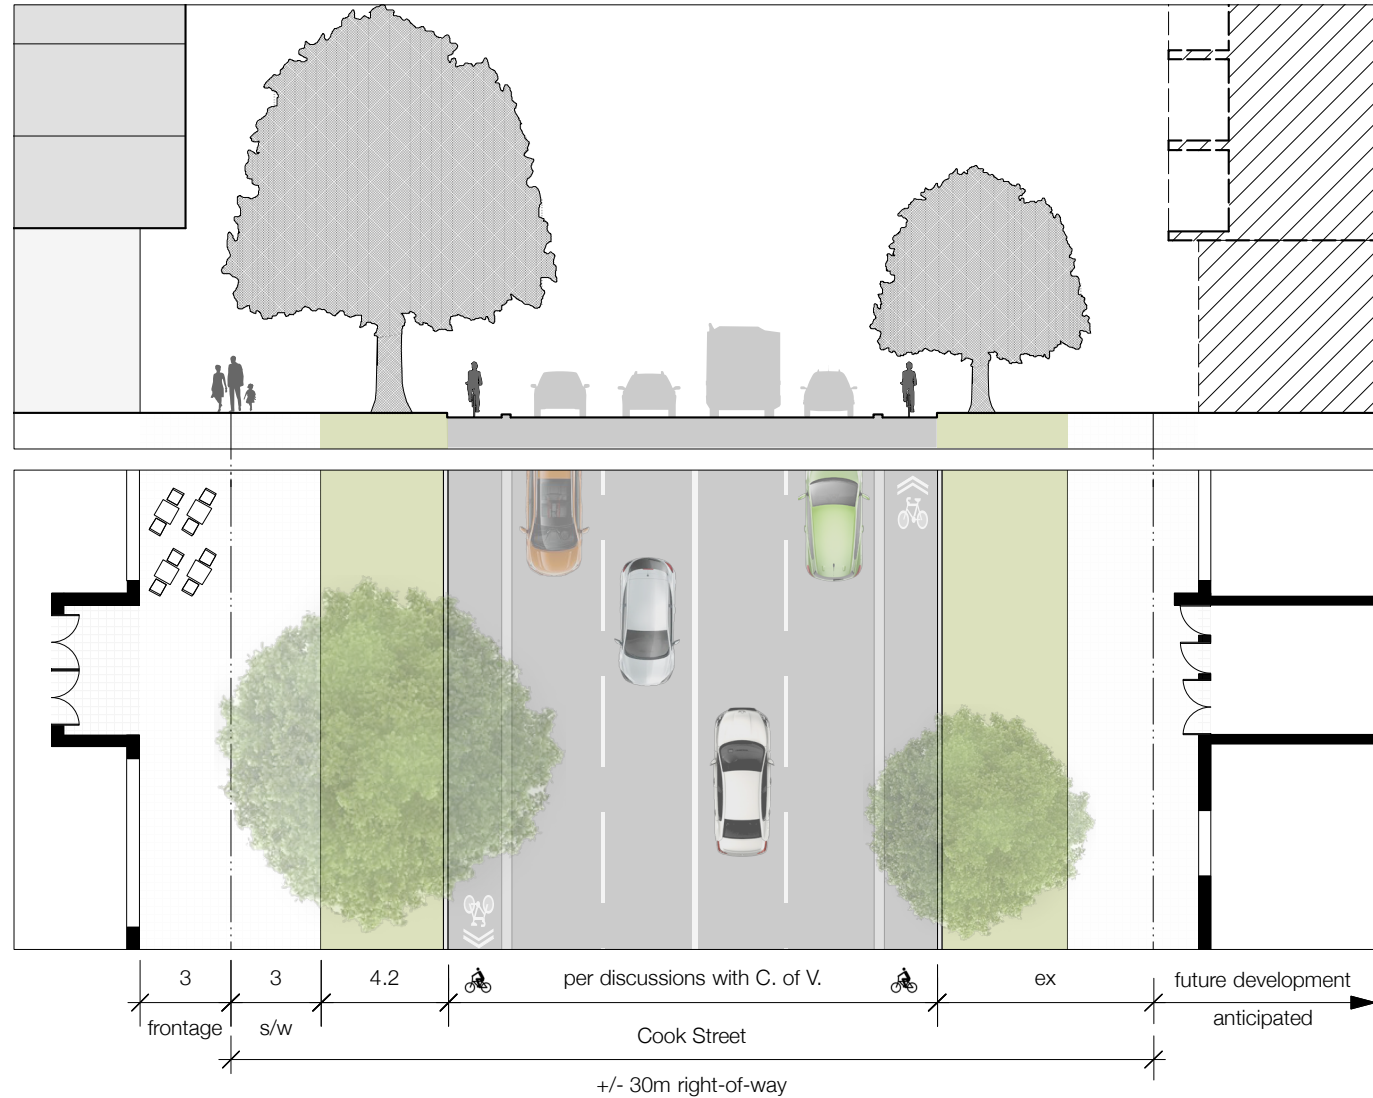 3
3
4.2
per discussions with C. of V.
ex
future development
frontage
s/w
anticipated
Cook Street
+/- 30m right-of-way